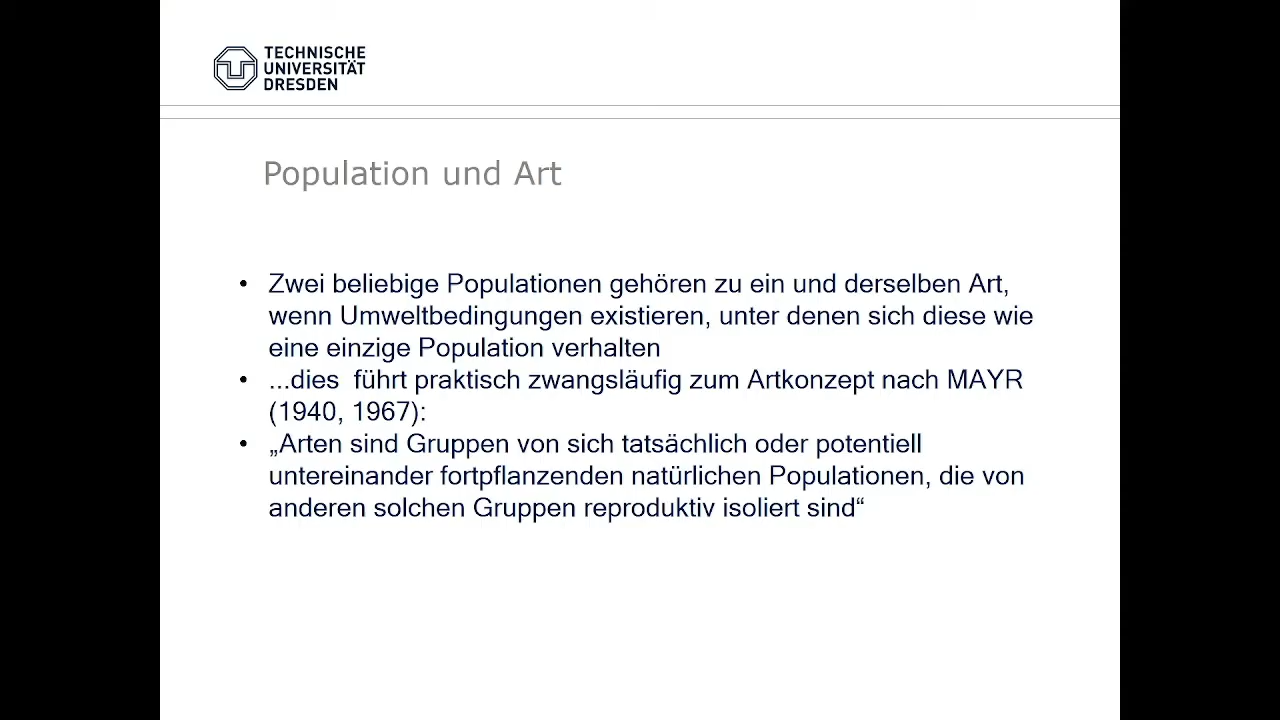 TECHNISCHE
UNIVERSITÄT
DRESDEN
Population und Art
• Zwei beliebige Populationen gehören zu ein und derselben Art,
wenn Umweltbedingungen existieren, unter denen sich diese wie
eine einzige Population verhalten
• ...dies  führt praktisch zwangsläufig zum Artkonzept nach MAYR
(1940, 1967):
• „Arten sind Gruppen von sich tatsächlich oder potentiell
untereinander fortpflanzenden natürlichen Populationen, die von
anderen solchen Gruppen reproduktiv isoliert sind“